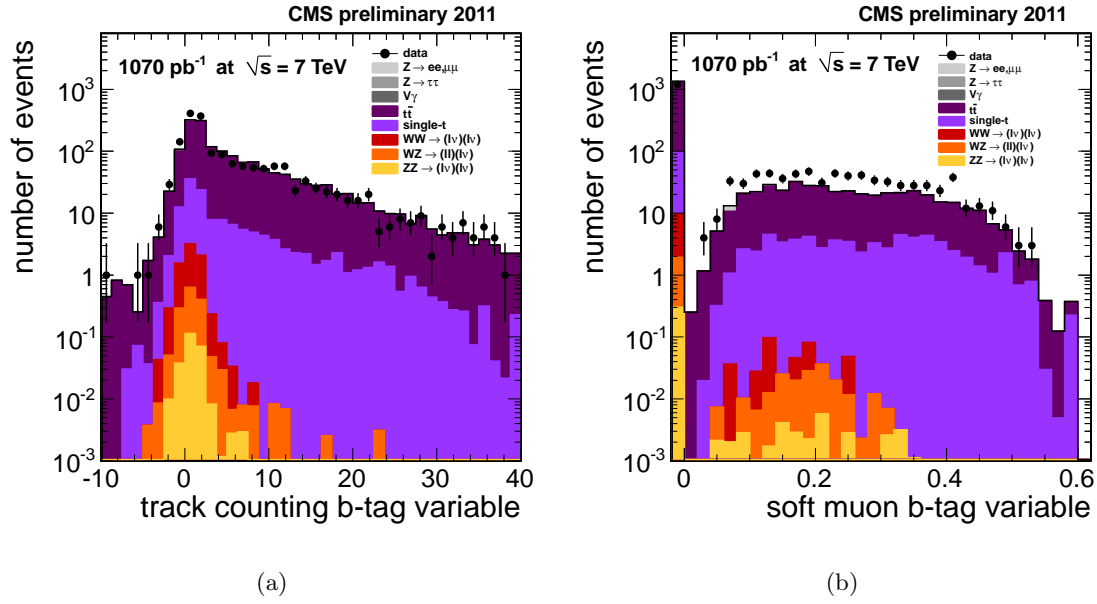 CMS preliminary 2011
number of events
1070 pb⁻¹ at √s = 7 TeV
data
Z → ee,μμ
Z → ττ
Vγ
tt̄
single-t
WW → (lν)(lν)
WZ → (ll)(lν)
ZZ → (lν)(lν)
10³
10²
10
1
10⁻¹
10⁻²
10⁻³
-10 0 10 20 30 40
track counting b-tag variable
(a)
CMS preliminary 2011
number of events
1070 pb⁻¹ at √s = 7 TeV
data
Z → ee,μμ
Z → ττ
Vγ
tt̄
single-t
WW → (lν)(lν)
WZ → (ll)(lν)
ZZ → (lν)(lν)
10³
10²
10
1
10⁻¹
10⁻²
10⁻³
0 0.2 0.4 0.6
soft muon b-tag variable
(b)